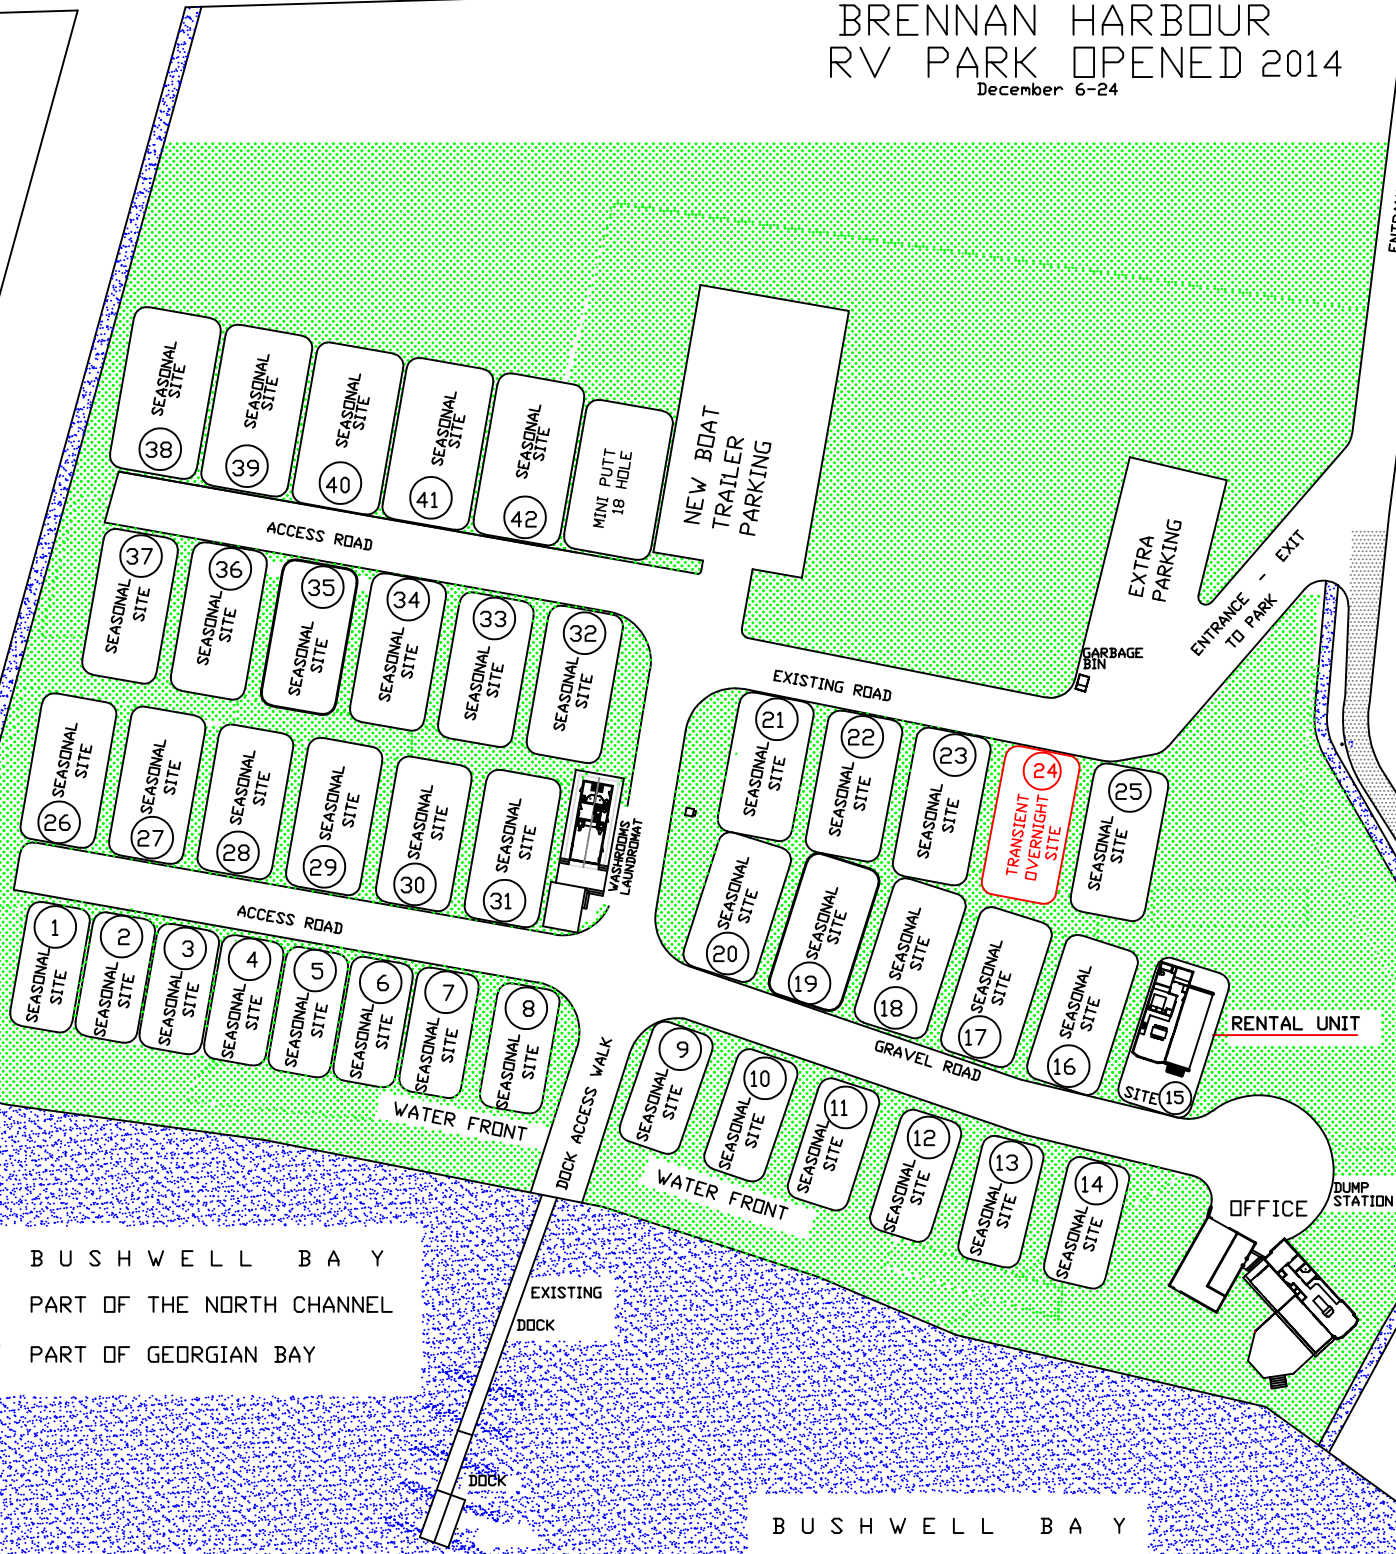 BRENNAN HARBOUR
RV PARK OPENED 2014
December 6-24
SEASONAL SITE
38
SEASONAL SITE
39
SEASONAL SITE
40
SEASONAL SITE
41
SEASONAL SITE
42
MINI PUTT
18 HOLE
NEW BOAT
TRAILER
PARKING
EXTRA
PARKING
ENTRANCE - EXIT
TO PARK
GARBAGE
BIN
ACCESS ROAD
EXISTING ROAD
37
SEASONAL SITE
36
SEASONAL SITE
35
SEASONAL SITE
34
SEASONAL SITE
33
SEASONAL SITE
32
SEASONAL SITE
SEASONAL SITE
26
SEASONAL SITE
27
SEASONAL SITE
28
SEASONAL SITE
29
SEASONAL SITE
30
SEASONAL SITE
31
WASHROOMS
LAUNDROMAT
21
SEASONAL SITE
22
SEASONAL SITE
23
SEASONAL SITE
24
TRANSIENT
OVERNIGHT
SITE
25
SEASONAL SITE
SEASONAL SITE
20
SEASONAL SITE
19
SEASONAL SITE
18
SEASONAL SITE
17
SEASONAL SITE
16
SITE 15
RENTAL UNIT
ACCESS ROAD
GRAVEL ROAD
1
SEASONAL SITE
2
SEASONAL SITE
3
SEASONAL SITE
4
SEASONAL SITE
5
SEASONAL SITE
6
SEASONAL SITE
7
SEASONAL SITE
8
SEASONAL SITE
WATER FRONT
DOCK ACCESS WALK
9
SEASONAL SITE
10
SEASONAL SITE
11
SEASONAL SITE
12
SEASONAL SITE
13
SEASONAL SITE
14
SEASONAL SITE
WATER FRONT
OFFICE
DUMP
STATION
BUSHWELL BAY
PART OF THE NORTH CHANNEL
PART OF GEORGIAN BAY
EXISTING
DOCK
DOCK
BUSHWELL BAY